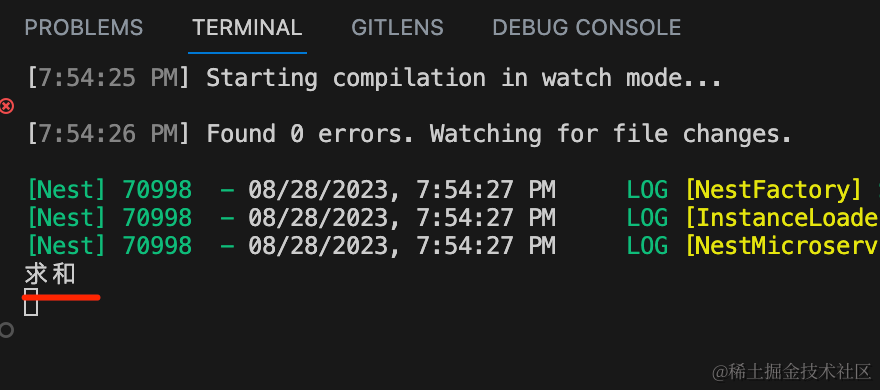 PROBLEMS TERMINAL GITLENS DEBUG CONSOLE
[7:54:25 PM] Starting compilation in watch mode...
[7:54:26 PM] Found 0 errors. Watching for file changes.
[Nest] 70998 - 08/28/2023, 7:54:27 PM LOG [NestFactory]
[Nest] 70998 - 08/28/2023, 7:54:27 PM LOG [InstanceLoade
[Nest] 70998 - 08/28/2023, 7:54:27 PM LOG [NestMicroserv
求和
@稀土掘金技术社区